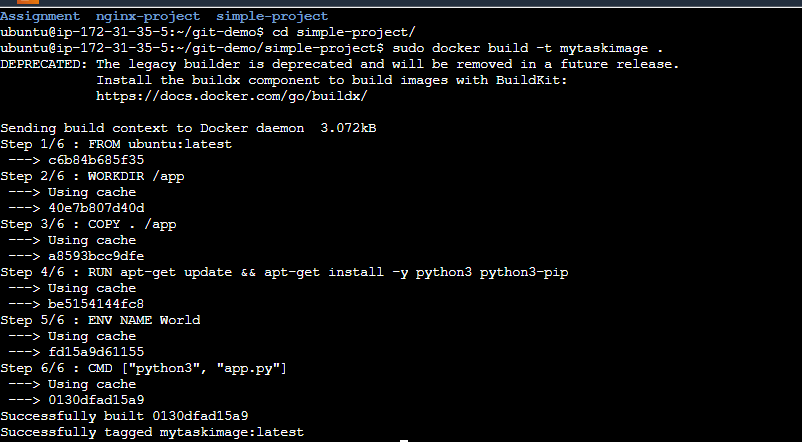 Assignment  nginx-project  simple-project
ubuntu@ip-172-31-35-5:~/git-demo$ cd simple-project/
ubuntu@ip-172-31-35-5:~/git-demo/simple-project$ sudo docker build -t mytaskimage .
DEPRECATED: The legacy builder is deprecated and will be removed in a future release.
            Install the buildx component to build images with BuildKit:
            https://docs.docker.com/go/buildx/

Sending build context to Docker daemon  3.072kB
Step 1/6 : FROM ubuntu:latest
 ---> c6b84b685f35
Step 2/6 : WORKDIR /app
 ---> Using cache
 ---> 40e7b807d40d
Step 3/6 : COPY . /app
 ---> Using cache
 ---> a8593bcc9dfe
Step 4/6 : RUN apt-get update && apt-get install -y python3 python3-pip
 ---> Using cache
 ---> be5154144fc8
Step 5/6 : ENV NAME World
 ---> Using cache
 ---> fd15a9d61155
Step 6/6 : CMD ["python3", "app.py"]
 ---> Using cache
 ---> 0130dfad15a9
Successfully built 0130dfad15a9
Successfully tagged mytaskimage:latest